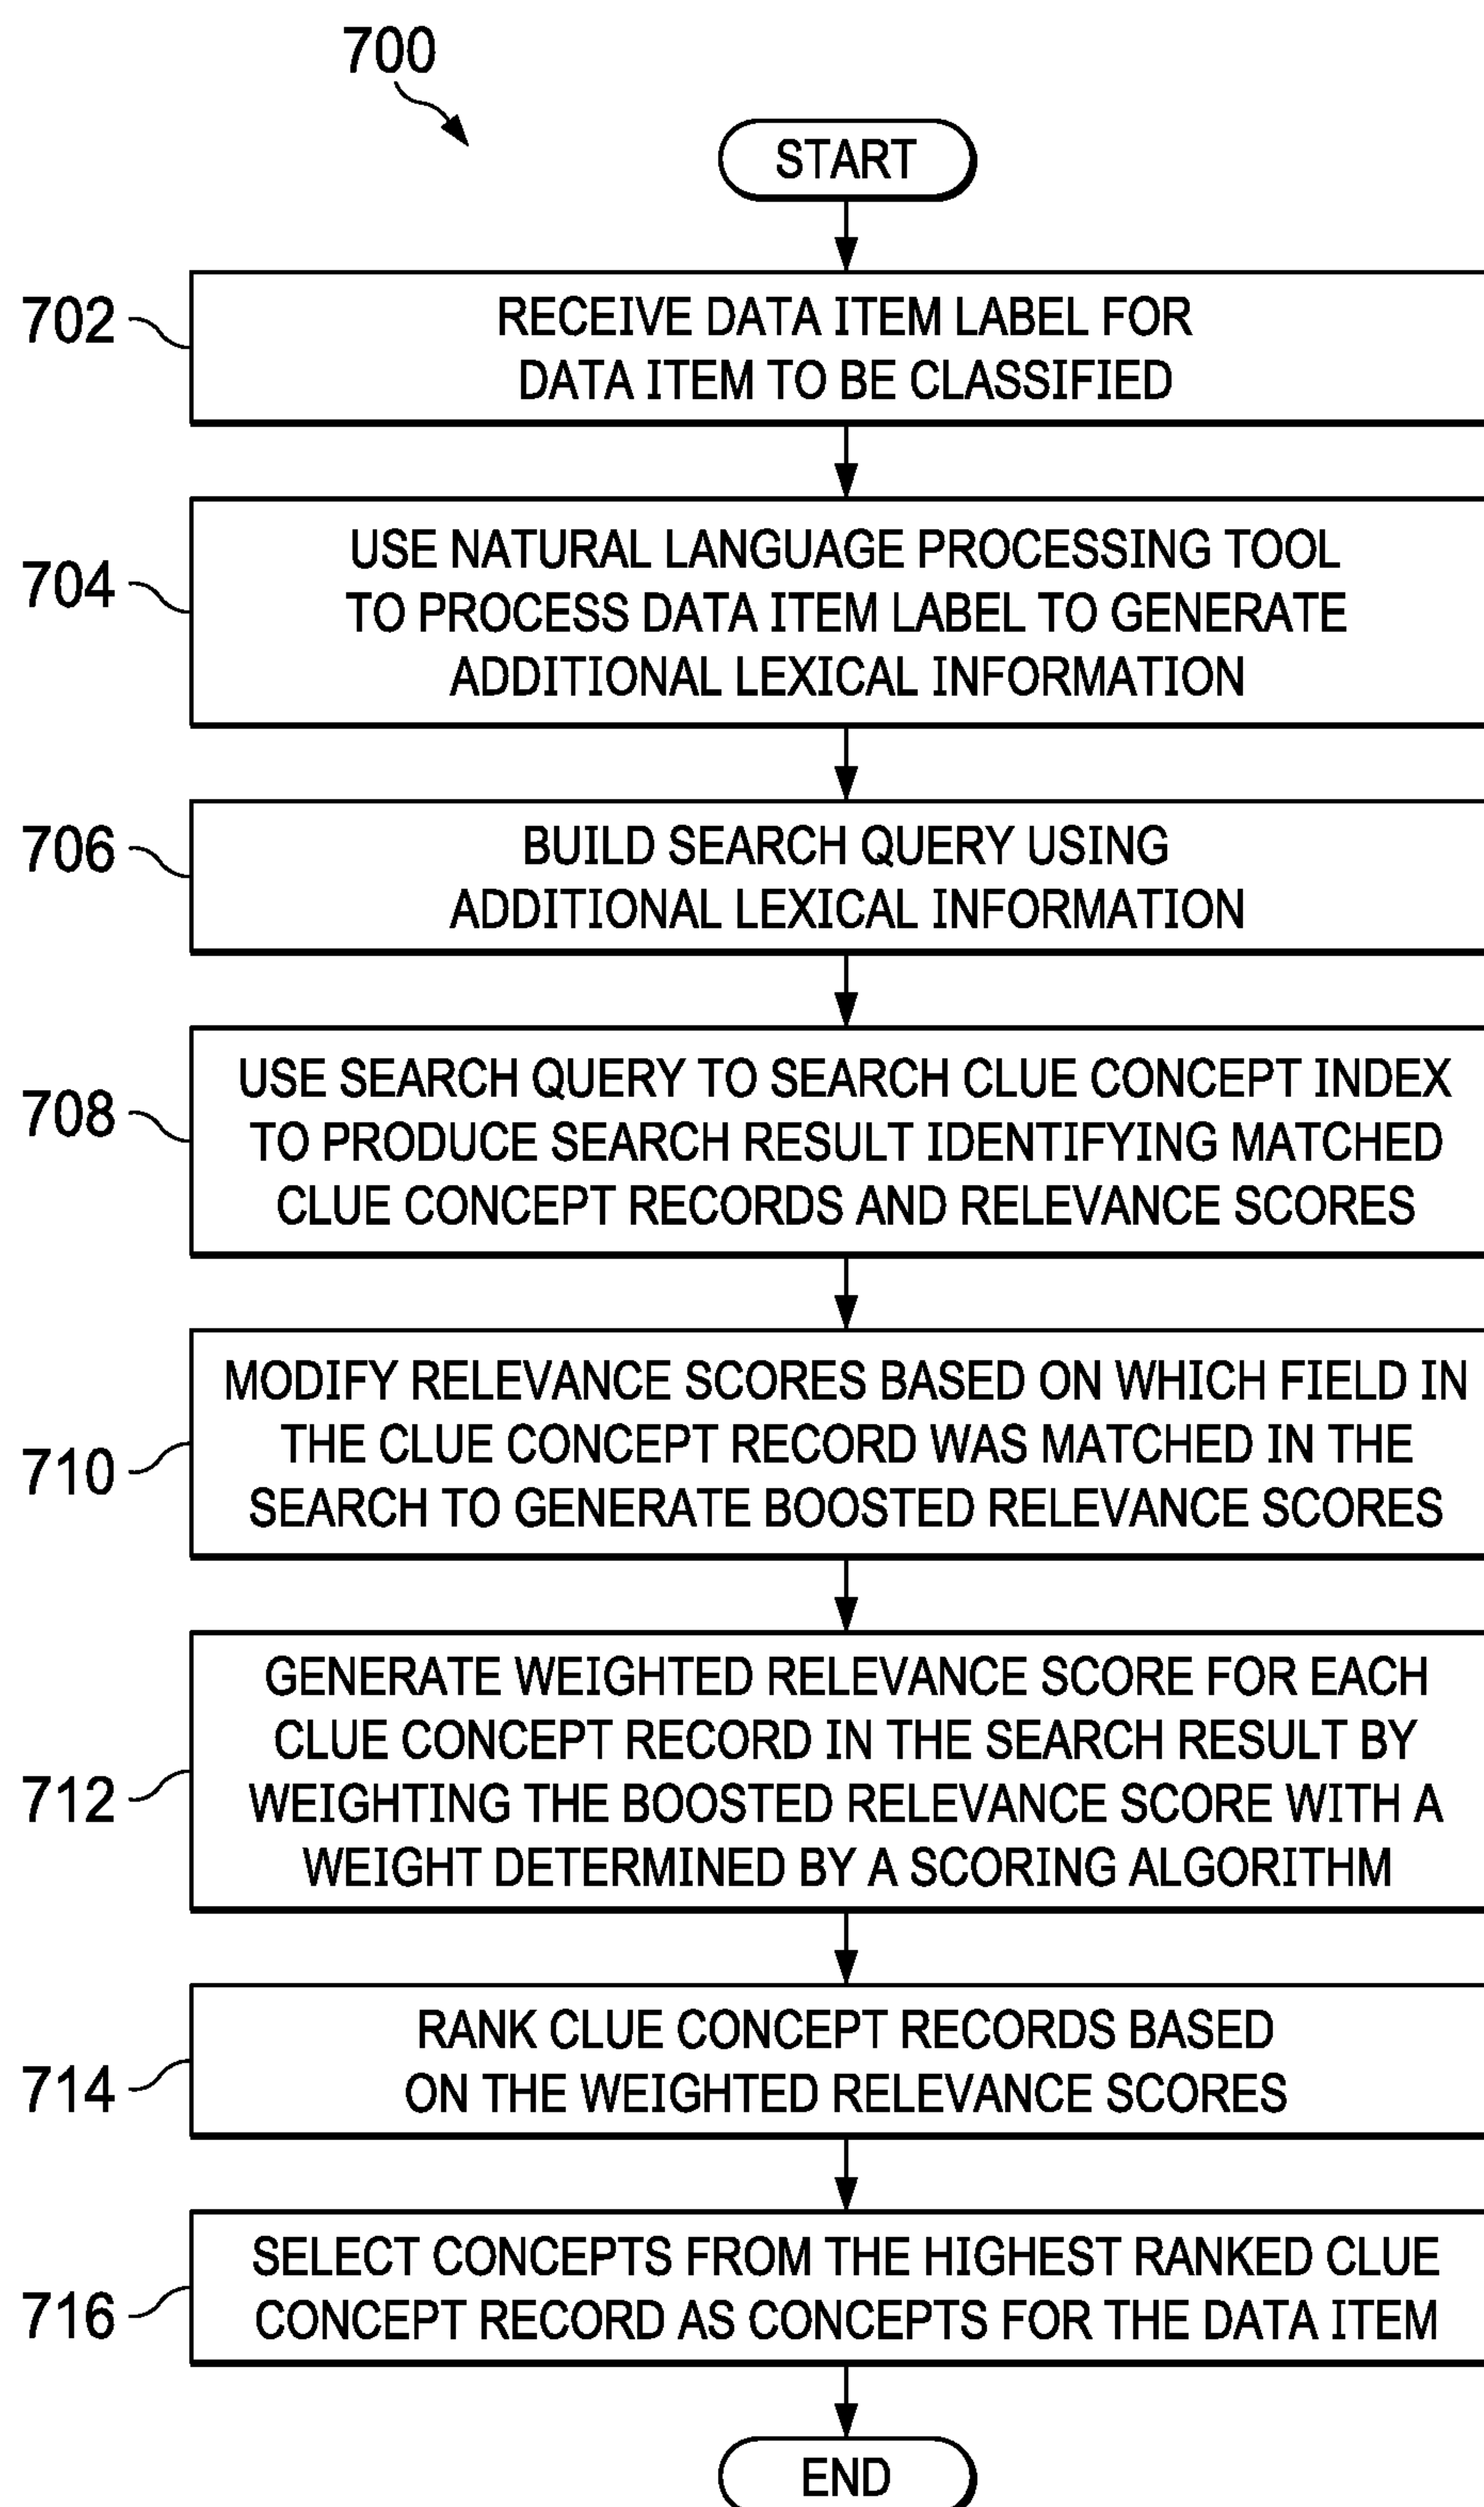 700
START
702
RECEIVE DATA ITEM LABEL FOR
DATA ITEM TO BE CLASSIFIED
704
USE NATURAL LANGUAGE PROCESSING TOOL
TO PROCESS DATA ITEM LABEL TO GENERATE
ADDITIONAL LEXICAL INFORMATION
706
BUILD SEARCH QUERY USING
ADDITIONAL LEXICAL INFORMATION
708
USE SEARCH QUERY TO SEARCH CLUE CONCEPT INDEX
TO PRODUCE SEARCH RESULT IDENTIFYING MATCHED
CLUE CONCEPT RECORDS AND RELEVANCE SCORES
710
MODIFY RELEVANCE SCORES BASED ON WHICH FIELD IN
THE CLUE CONCEPT RECORD WAS MATCHED IN THE
SEARCH TO GENERATE BOOSTED RELEVANCE SCORES
712
GENERATE WEIGHTED RELEVANCE SCORE FOR EACH
CLUE CONCEPT RECORD IN THE SEARCH RESULT BY
WEIGHTING THE BOOSTED RELEVANCE SCORE WITH A
WEIGHT DETERMINED BY A SCORING ALGORITHM
714
RANK CLUE CONCEPT RECORDS BASED
ON THE WEIGHTED RELEVANCE SCORES
716
SELECT CONCEPTS FROM THE HIGHEST RANKED CLUE
CONCEPT RECORD AS CONCEPTS FOR THE DATA ITEM
END